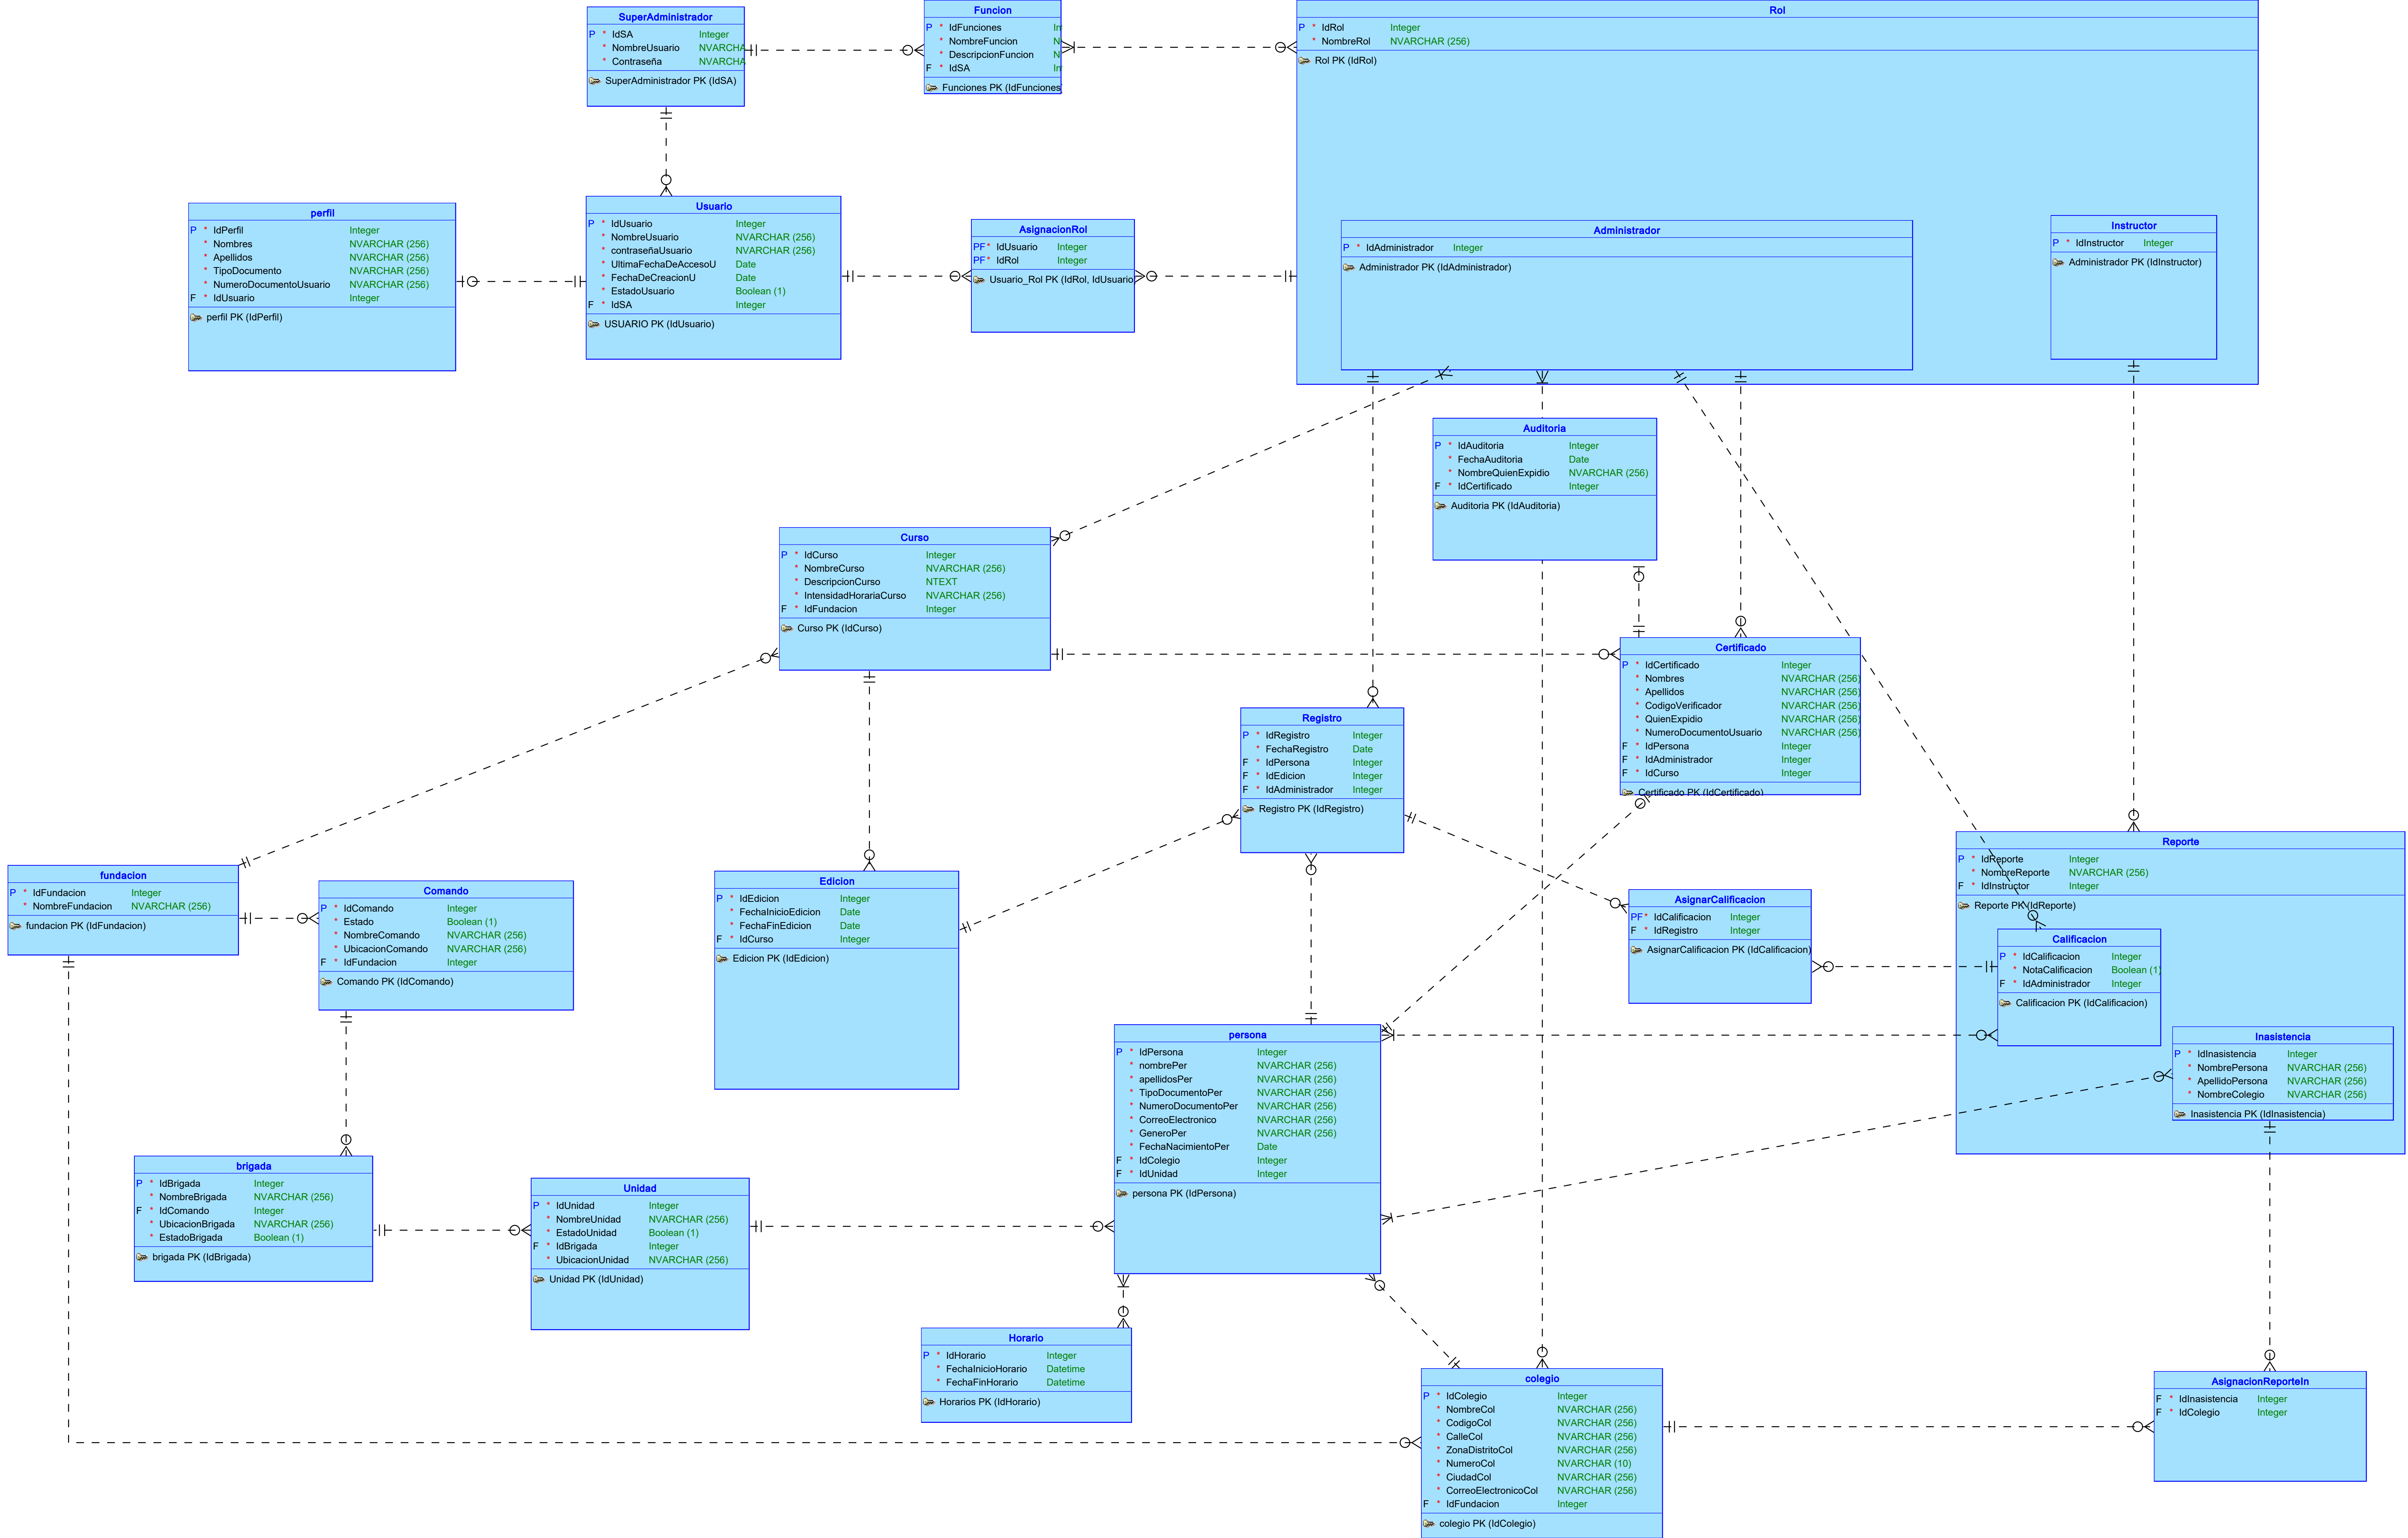 SuperAdministrador
P * IdSA Integer
* NombreUsuario NVARCHA
* Contraseña NVARCHA
SuperAdministrador PK (IdSA)
Funcion
P * IdFunciones In
* NombreFuncion N
* DescripcionFuncion N
F * IdSA In
Funciones PK (IdFunciones
Rol
P * IdRol Integer
* NombreRol NVARCHAR (256)
Rol PK (IdRol)
perfil
P * IdPerfil Integer
* Nombres NVARCHAR (256)
* Apellidos NVARCHAR (256)
* TipoDocumento NVARCHAR (256)
* NumeroDocumentoUsuario NVARCHAR (256)
F * IdUsuario Integer
perfil PK (IdPerfil)
Usuario
P * IdUsuario Integer
* NombreUsuario NVARCHAR (256)
* contraseñaUsuario NVARCHAR (256)
* UltimaFechaDeAccesoU Date
* FechaDeCreacionU Date
* EstadoUsuario Boolean (1)
F * IdSA Integer
USUARIO PK (IdUsuario)
AsignacionRol
PF* IdUsuario Integer
PF* IdRol Integer
Usuario_Rol PK (IdRol, IdUsuario
Administrador
P * IdAdministrador Integer
Administrador PK (IdAdministrador)
Instructor
P * IdInstructor Integer
Administrador PK (IdInstructor)
Auditoria
P * IdAuditoria Integer
* FechaAuditoria Date
* NombreQuienExpidio NVARCHAR (256)
F * IdCertificado Integer
Auditoria PK (IdAuditoria)
Curso
P * IdCurso Integer
* NombreCurso NVARCHAR (256)
* DescripcionCurso NTEXT
* IntensidadHorariaCurso NVARCHAR (256)
F * IdFundacion Integer
Curso PK (IdCurso)
Certificado
P * IdCertificado Integer
* Nombres NVARCHAR (256)
* Apellidos NVARCHAR (256)
* CodigoVerificador NVARCHAR (256)
* QuienExpidio NVARCHAR (256)
* NumeroDocumentoUsuario NVARCHAR (256)
F * IdPersona Integer
F * IdAdministrador Integer
F * IdCurso Integer
Certificado PK (IdCertificado)
Registro
P * IdRegistro Integer
* FechaRegistro Date
F * IdPersona Integer
F * IdEdicion Integer
F * IdAdministrador Integer
Registro PK (IdRegistro)
Reporte
P * IdReporte Integer
* NombreReporte NVARCHAR (256)
F * IdInstructor Integer
Reporte PK (IdReporte)
fundacion
P * IdFundacion Integer
* NombreFundacion NVARCHAR (256)
fundacion PK (IdFundacion)
Comando
P * IdComando Integer
* Estado Boolean (1)
* NombreComando NVARCHAR (256)
* UbicacionComando NVARCHAR (256)
F * IdFundacion Integer
Comando PK (IdComando)
Edicion
P * IdEdicion Integer
* FechaInicioEdicion Date
* FechaFinEdicion Date
F * IdCurso Integer
Edicion PK (IdEdicion)
AsignarCalificacion
PF* IdCalificacion Integer
F * IdRegistro Integer
AsignarCalificacion PK (IdCalificacion)
Calificacion
P * IdCalificacion Integer
* NotaCalificacion Boolean (1)
F * IdAdministrador Integer
Calificacion PK (IdCalificacion)
persona
P * IdPersona Integer
* nombrePer NVARCHAR (256)
* apellidosPer NVARCHAR (256)
* TipoDocumentoPer NVARCHAR (256)
* NumeroDocumentoPer NVARCHAR (256)
* CorreoElectronico NVARCHAR (256)
* GeneroPer NVARCHAR (256)
* FechaNacimientoPer Date
F * IdColegio Integer
F * IdUnidad Integer
persona PK (IdPersona)
Inasistencia
P * IdInasistencia Integer
* NombrePersona NVARCHAR (256)
* ApellidoPersona NVARCHAR (256)
* NombreColegio NVARCHAR (256)
Inasistencia PK (IdInasistencia)
brigada
P * IdBrigada Integer
* NombreBrigada NVARCHAR (256)
F * IdComando Integer
* UbicacionBrigada NVARCHAR (256)
* EstadoBrigada Boolean (1)
brigada PK (IdBrigada)
Unidad
P * IdUnidad Integer
* NombreUnidad NVARCHAR (256)
* EstadoUnidad Boolean (1)
F * IdBrigada Integer
* UbicacionUnidad NVARCHAR (256)
Unidad PK (IdUnidad)
Horario
P * IdHorario Integer
* FechaInicioHorario Datetime
* FechaFinHorario Datetime
Horarios PK (IdHorario)
colegio
P * IdColegio Integer
* NombreCol NVARCHAR (256)
* CodigoCol NVARCHAR (256)
* CalleCol NVARCHAR (256)
* ZonaDistritoCol NVARCHAR (256)
* NumeroCol NVARCHAR (10)
* CiudadCol NVARCHAR (256)
* CorreoElectronicoCol NVARCHAR (256)
F * IdFundacion Integer
colegio PK (IdColegio)
AsignacionReporteIn
F * IdInasistencia Integer
F * IdColegio Integer